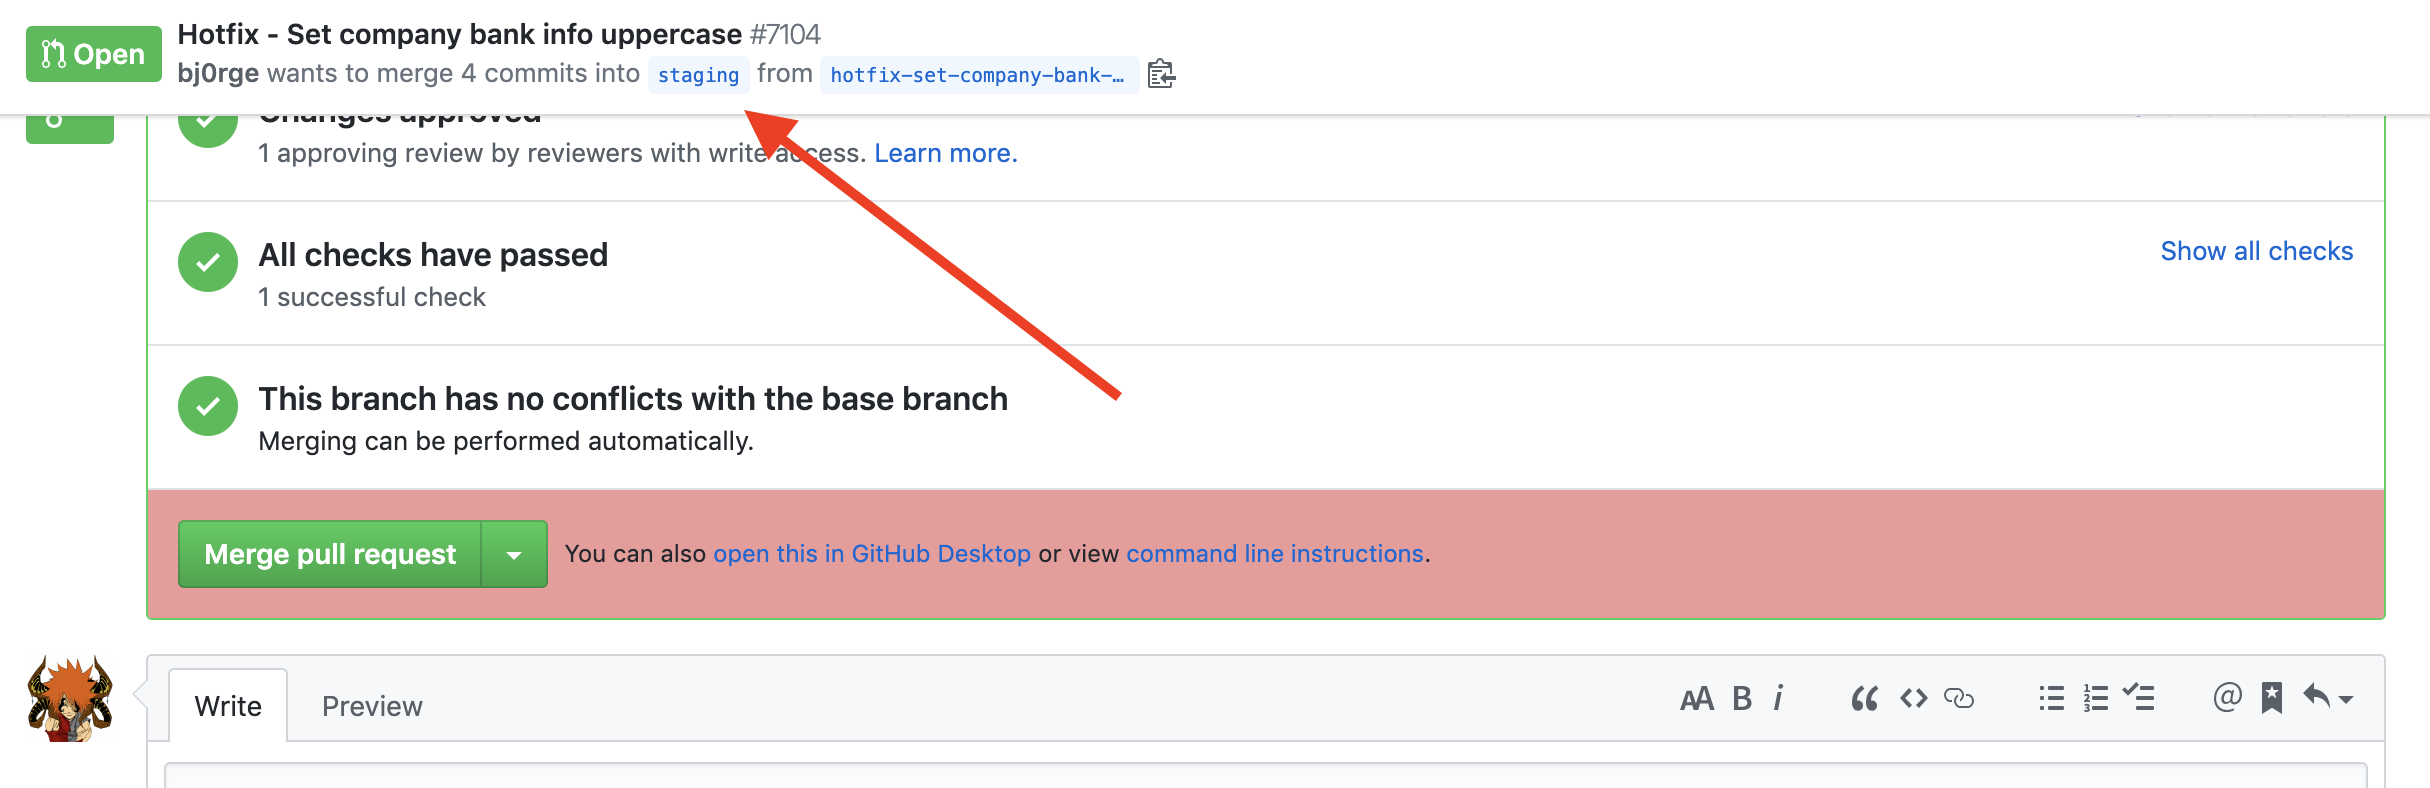 Open
Hotfix - Set company bank info uppercase #7104
bj0rge wants to merge 4 commits into staging from hotfix-set-company-bank-…
Changes approved
1 approving review by reviewers with write access. Learn more.
All checks have passed
Show all checks
1 successful check
This branch has no conflicts with the base branch
Merging can be performed automatically.
Merge pull request
You can also open this in GitHub Desktop or view command line instructions.
Write
Preview